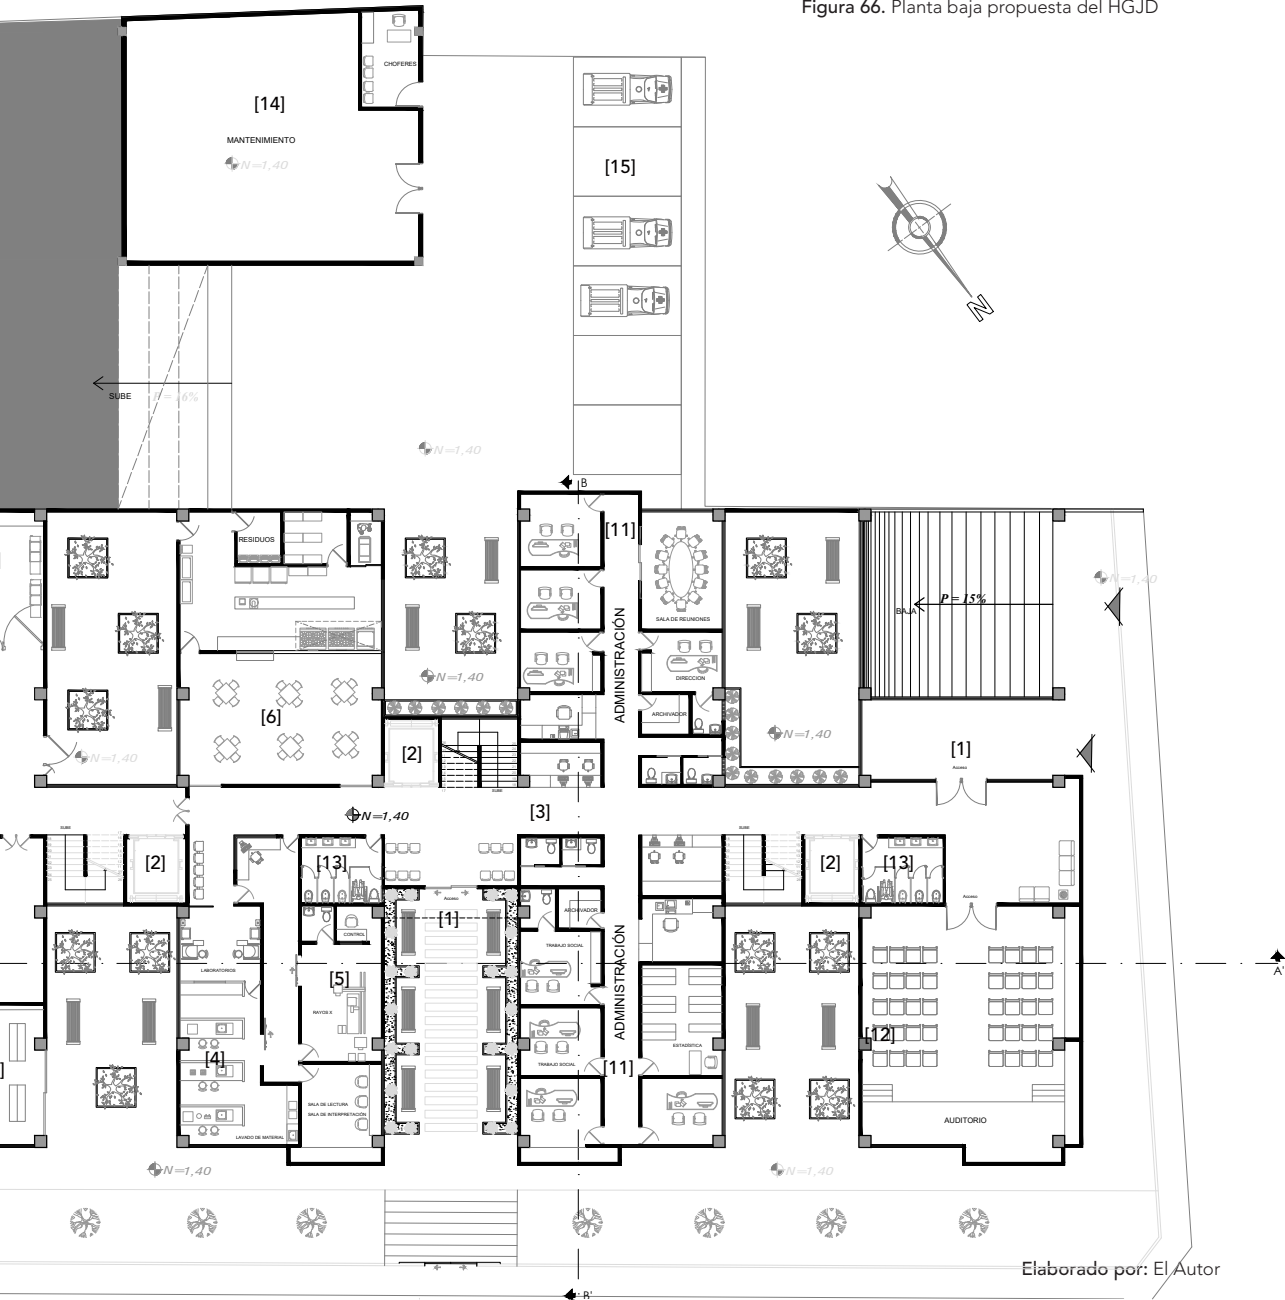 Figura 66. Planta baja propuesta del HGJD
CHOFERES
[14]
MANTENIMIENTO
N=1,40
[15]
N
SUBE
P = 16%
N=1,40
B
[11]
RESIDUOS
N=1,40
P = 15%
BAJA
SALA DE REUNIONES
ADMINISTRACIÓN
DIRECCION
N=1,40
ARCHIVADOR
[6]
N=1,40
[2]
N=1,40
[1]
Acceso
SUBE
[3]
N=1,40
SUBE
SUBE
[2]
[13]
[2]
[13]
Acceso
Acceso
ARCHIVADOR
[1]
CONTROL
TRABAJO SOCIAL
ADMINISTRACIÓN
LABORATORIOS
[5]
A'
RAYOS X
[12]
ESTADÍSTICA
[4]
TRABAJO SOCIAL
[11]
]
SALA DE LECTURA
SALA DE INTERPRETACIÓN
AUDITORIO
LAVADO DE MATERIAL
N=1,40
N=1,40
Elaborado por: El Autor
B'